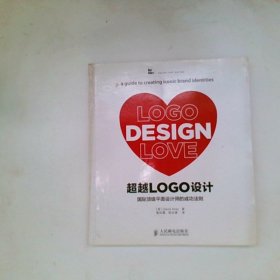 a guide to creating iconic brand identities
LOGO
DESIGN
LOVE
超越LOGO设计
国际顶级平面设计师的成功法则
人民邮电出版社